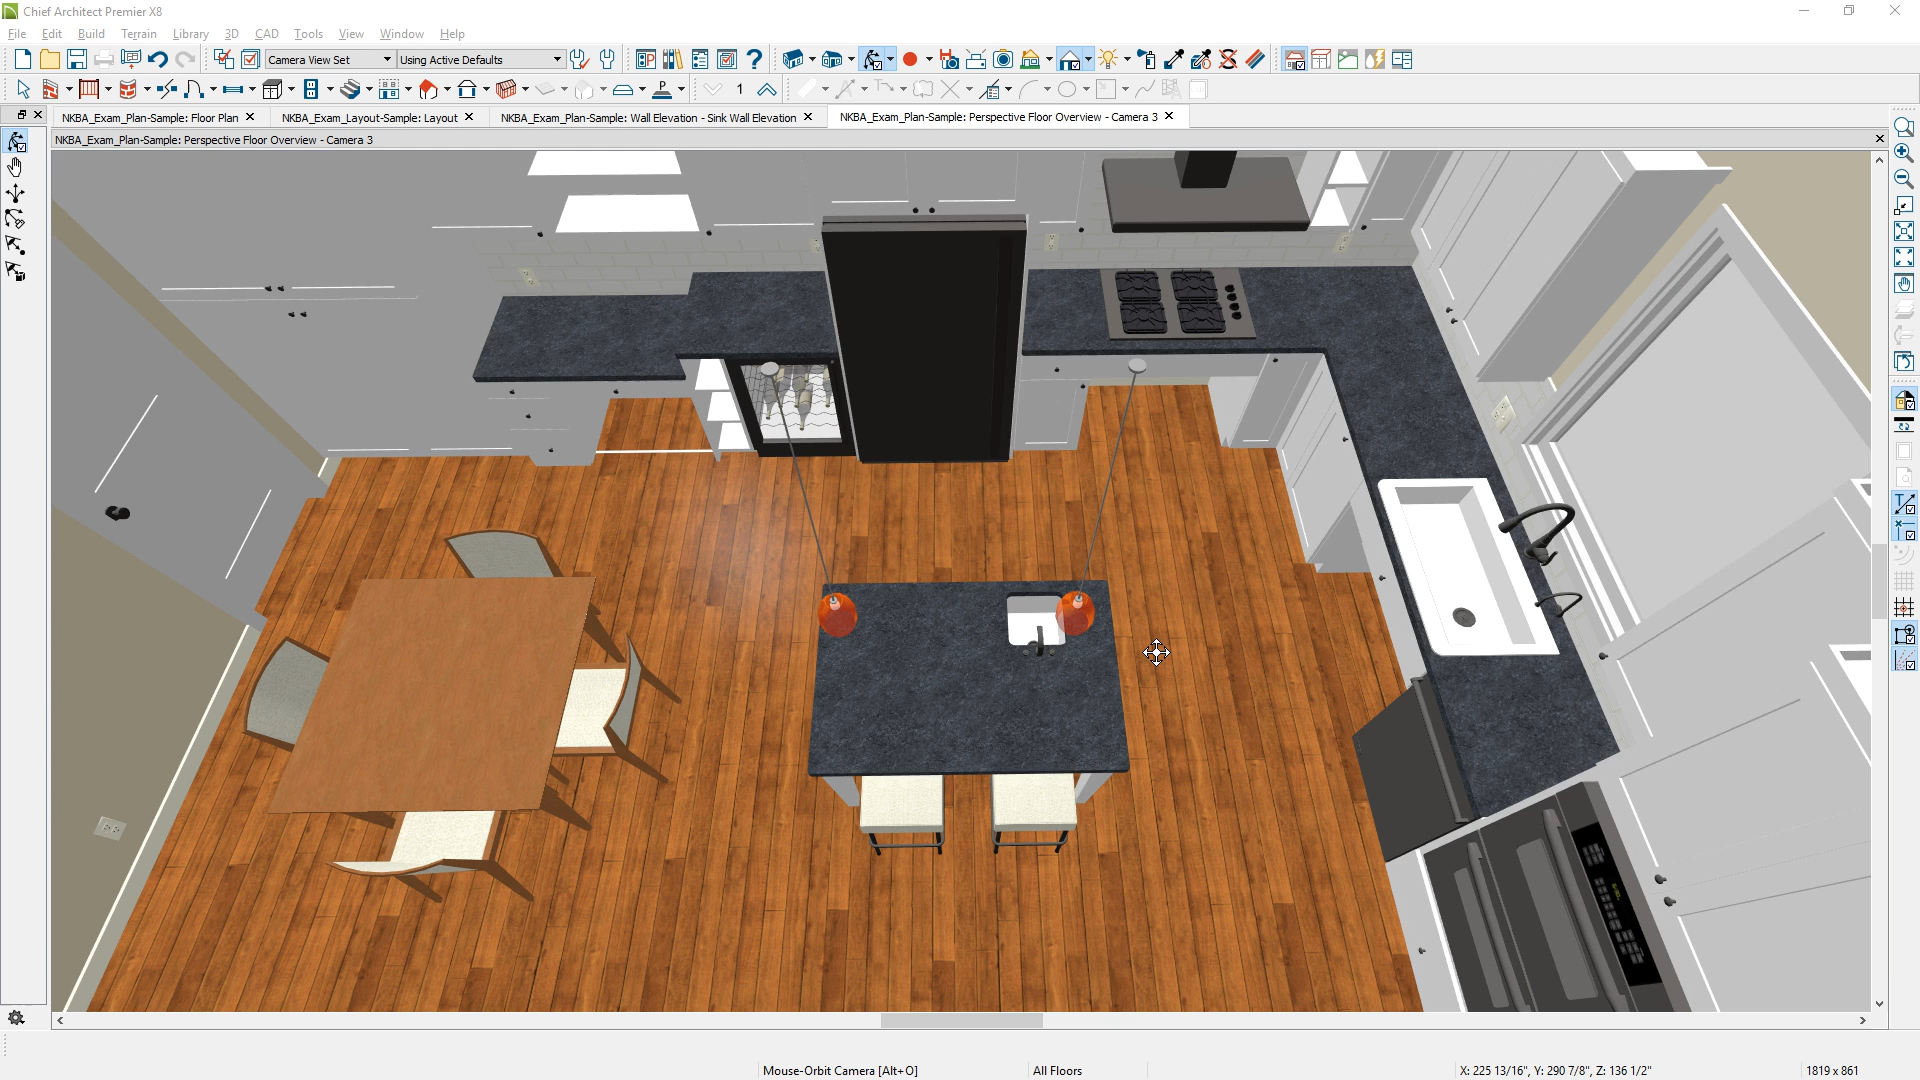 Chief Architect Premier X8
File Edit Build Terrain Library 3D CAD Tools View Window Help
Camera View Set Using Active Defaults
1
NKBA_Exam_Plan-Sample: Floor Plan NKBA_Exam_Layout-Sample: Layout NKBA_Exam_Plan-Sample: Wall Elevation - Sink Wall Elevation NKBA_Exam_Plan-Sample: Perspective Floor Overview - Camera 3
NKBA_Exam_Plan-Sample: Perspective Floor Overview - Camera 3
Mouse-Orbit Camera [Alt+O] All Floors X: 225 13/16", Y: 290 7/8", Z: 136 1/2" 1819 x 861